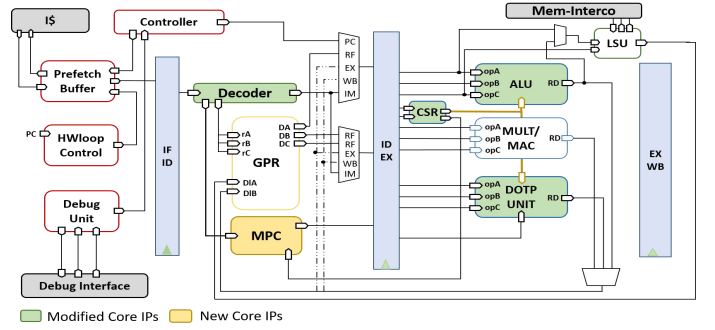 I$
Controller
Mem-Interco
Prefetch
Buffer
LSU
PC
RF
EX
WB
IM
IF
ID
Decoder
ID
EX
opA
opB
opC
ALU
RD
EX
WB
CSR
PC
HWloop
Control
rA
rB
rC
GPR
DA
DB
DC
DIA
DIB
RF
RF
EX
WB
IM
opA
opB
opC
MULT/
MAC
RD
Debug
Unit
MPC
opA
opB
opC
DOTP
UNIT
RD
Debug Interface
Modified Core IPs
New Core IPs